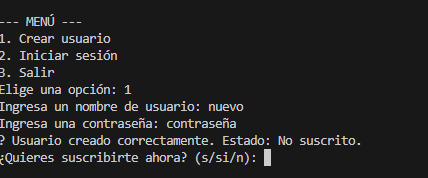 --- MENÚ ---
1. Crear usuario
2. Iniciar sesión
3. Salir
Elige una opción: 1
Ingresa un nombre de usuario: nuevo
Ingresa una contraseña: contraseña
? Usuario creado correctamente. Estado: No suscrito.
¿Quieres suscribirte ahora? (s/si/n):